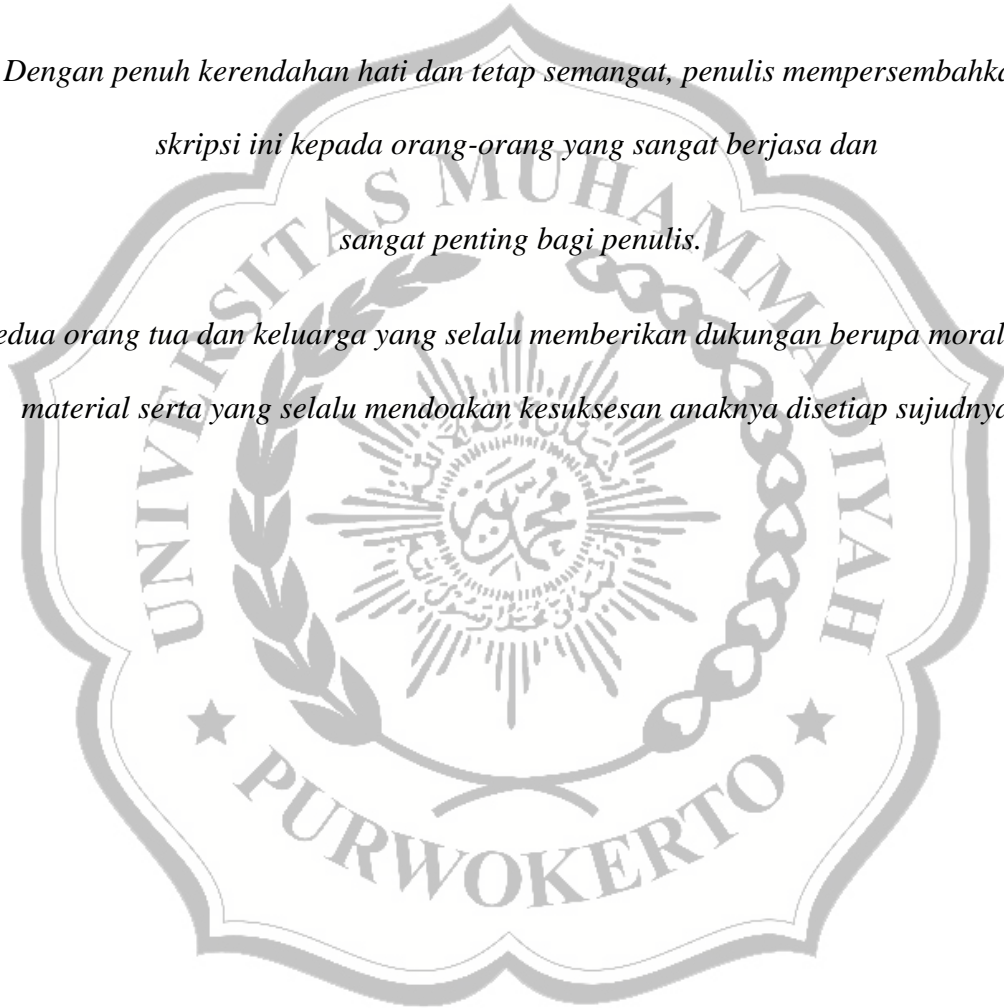 Dengan penuh kerendahan hati dan tetap semangat, penulis mempersembahka
skripsi ini kepada orang-orang yang sangat berjasa dan
sangat penting bagi penulis.
edua orang tua dan keluarga yang selalu memberikan dukungan berupa moral
material serta yang selalu mendoakan kesuksesan anaknya disetiap sujudnya
UNIVERSITAS MUHAMMADIYAH
PURWOKERTO